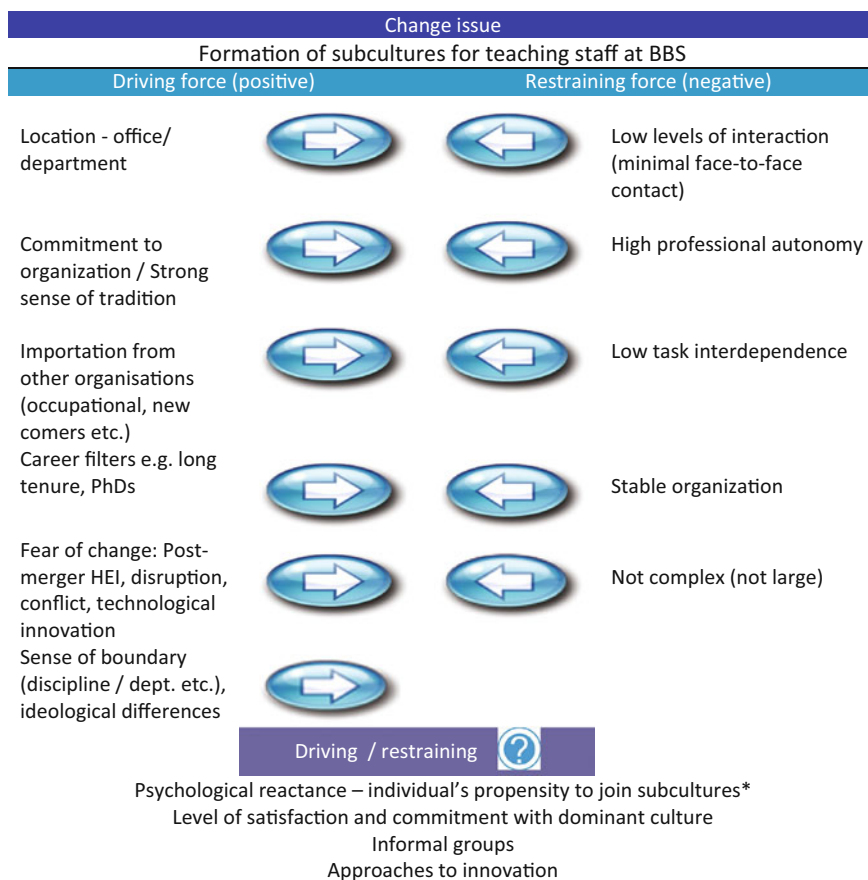 Change issue
Formation of subcultures for teaching staff at BBS
Driving force (positive)
Restraining force (negative)
Location - office/
department
Low levels of interaction
(minimal face-to-face
contact)
Commitment to
organization / Strong
sense of tradition
High professional autonomy
Importation from
other organisations
(occupational, new
comers etc.)
Low task interdependence
Career filters e.g. long
tenure, PhDs
Stable organization
Fear of change: Post-
merger HEI, disruption,
conflict, technological
innovation
Not complex (not large)
Sense of boundary
(discipline / dept. etc.),
ideological differences
Driving / restraining ?
Psychological reactance – individual's propensity to join subcultures*
Level of satisfaction and commitment with dominant culture
Informal groups
Approaches to innovation